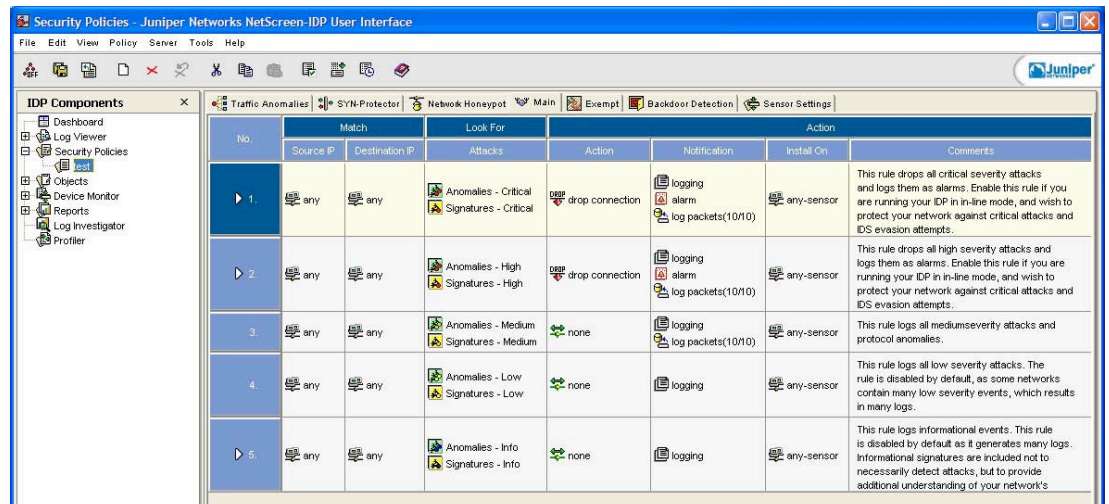 Security Policies - Juniper Networks NetScreen-IDP User Interface
File Edit View Policy Server Tools Help
OFF
Juniper
NETWORKS
IDP Components
Dashboard
Log Viewer
Security Policies
test
Objects
Device Monitor
Reports
Log Investigator
Profiler
Traffic Anomalies SYN-Protector Network Honeypot Main Exempt Backdoor Detection Sensor Settings
No. Match Look For Action
Source IP Destination IP Attacks Action Notification Install On Comments
1. any any
Anomalies - Critical
Signatures - Critical
DROP drop connection
logging
alarm
log packets(10/10)
any-sensor
This rule drops all critical severity attacks
and logs them as alarms. Enable this rule if you
are running your IDP in in-line mode, and wish to
protect your network against critical attacks and
IDS evasion attempts.
2. any any
Anomalies - High
Signatures - High
DROP drop connection
logging
alarm
log packets(10/10)
any-sensor
This rule drops all high severity attacks and
logs them as alarms. Enable this rule if you are
running your IDP in in-line mode, and wish to
protect your network against critical attacks and
IDS evasion attempts.
3. any any
Anomalies - Medium
Signatures - Medium
none
logging
log packets(10/10)
any-sensor
This rule logs all mediumseverity attacks and
protocol anomalies.
4. any any
Anomalies - Low
Signatures - Low
none
logging
any-sensor
This rule logs all low severity attacks. The
rule is disabled by default, as some networks
contain many low severity events, which results
in many logs.
5. any any
Anomalies - Info
Signatures - Info
none
logging
any-sensor
This rule logs informational events. This rule
is disabled by default as it generates many logs.
Informational signatures are included not to
necessarily detect attacks, but to provide
additional understanding of your network's